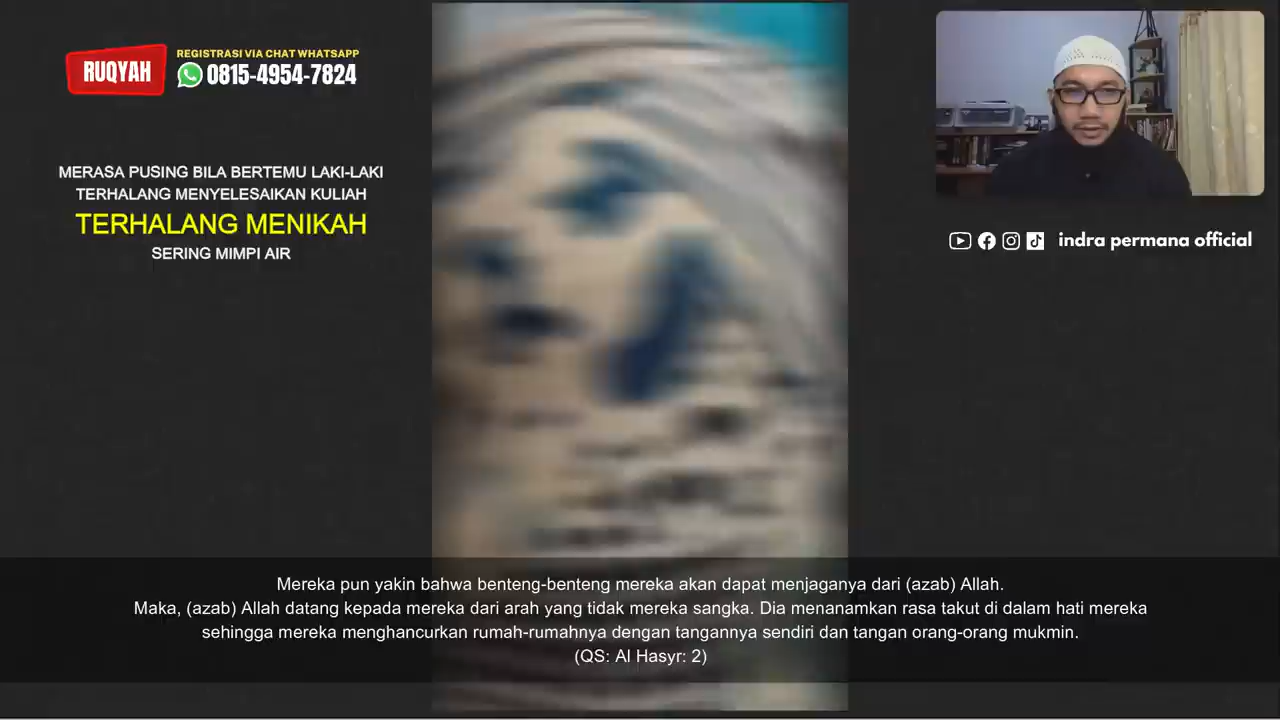 RUQYAH
REGISTRASI VIA CHAT WHATSAPP
0815-4954-7824
MERASA PUSING BILA BERTEMU LAKI-LAKI
TERHALANG MENYELESAIKAN KULIAH
TERHALANG MENIKAH
SERING MIMPI AIR
indra permana official
Mereka pun yakin bahwa benteng-benteng mereka akan dapat menjaganya dari (azab) Allah.
Maka, (azab) Allah datang kepada mereka dari arah yang tidak mereka sangka. Dia menanamkan rasa takut di dalam hati mereka
sehingga mereka menghancurkan rumah-rumahnya dengan tangannya sendiri dan tangan orang-orang mukmin.
(QS: Al Hasyr: 2)